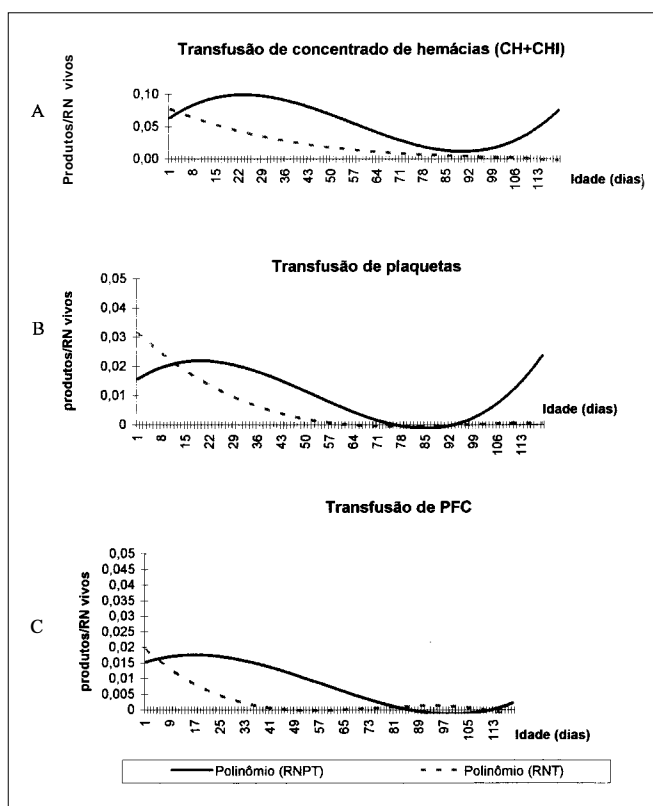 Transfusão de concentrado de hemácias (CH+CHI)
A
Produtos/RN vivos
0,10
0,05
0,00
1 8 15 22 29 36 43 50 57 64 71 78 85 92 99 106 113
Idade (dias)
Transfusão de plaquetas
B
produtos/RN vivos
0,05
0,04
0,03
0,02
0,01
0
1 8 15 22 29 36 43 50 57 64 71 78 85 92 99 106 113
Idade (dias)
Transfusão de PFC
C
produtos/RN vivos
0,05
0,045
0,04
0,035
0,03
0,025
0,02
0,015
0,01
0,005
0
1 9 17 25 33 41 49 57 65 73 81 89 97 105 113
Idade (dias)
Polinômio (RNPT) Polinômio (RNT)